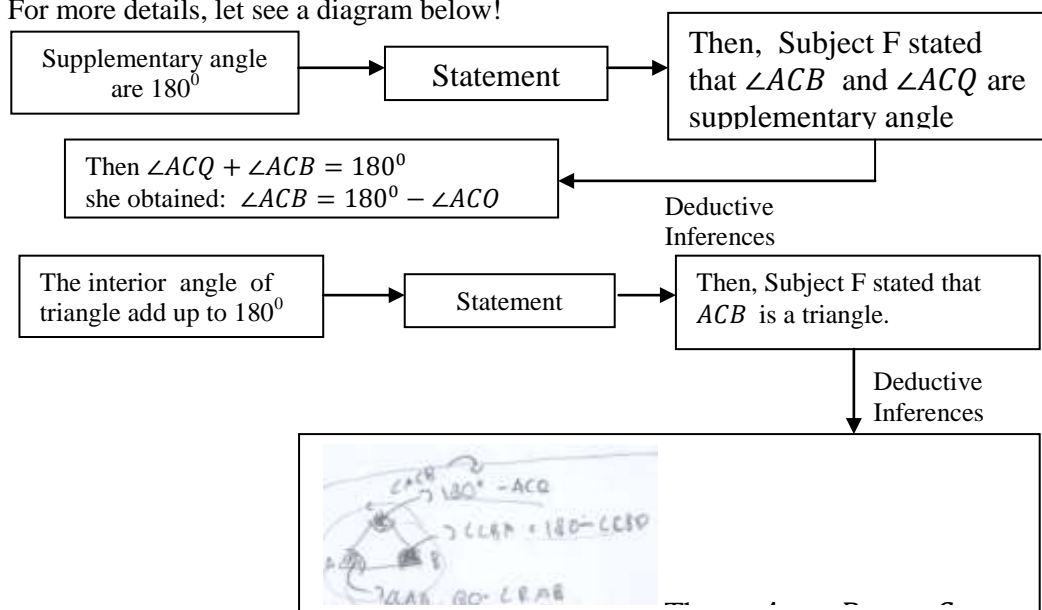 For more details, let see a diagram below!
Supplementary angle
are 180⁰
Statement
Then, Subject F stated
that ∠ACB and ∠ACQ are
supplementary angle
Then ∠ACQ + ∠ACB = 180⁰
she obtained: ∠ACB = 180⁰ − ∠ACQ
Deductive
Inferences
The interior angle of
triangle add up to 180⁰
Statement
Then, Subject F stated that
ACB is a triangle.
Deductive
Inferences
∠ACB
180° - ACQ
C
A
B